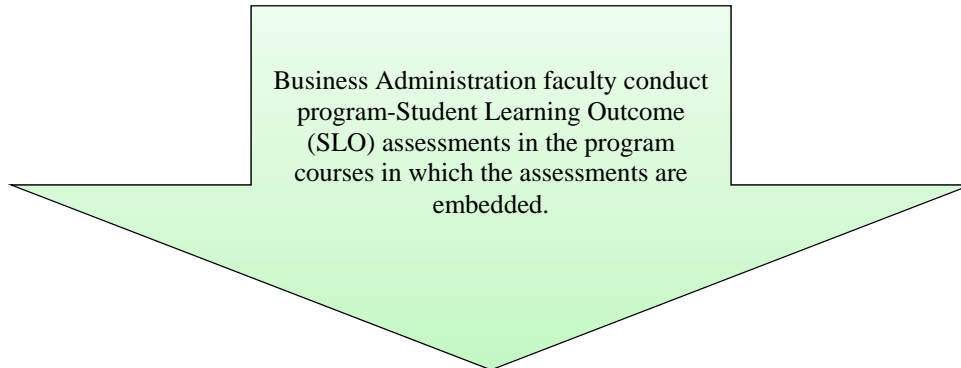 Business Administration faculty conduct
program-Student Learning Outcome
(SLO) assessments in the program
courses in which the assessments are
embedded.